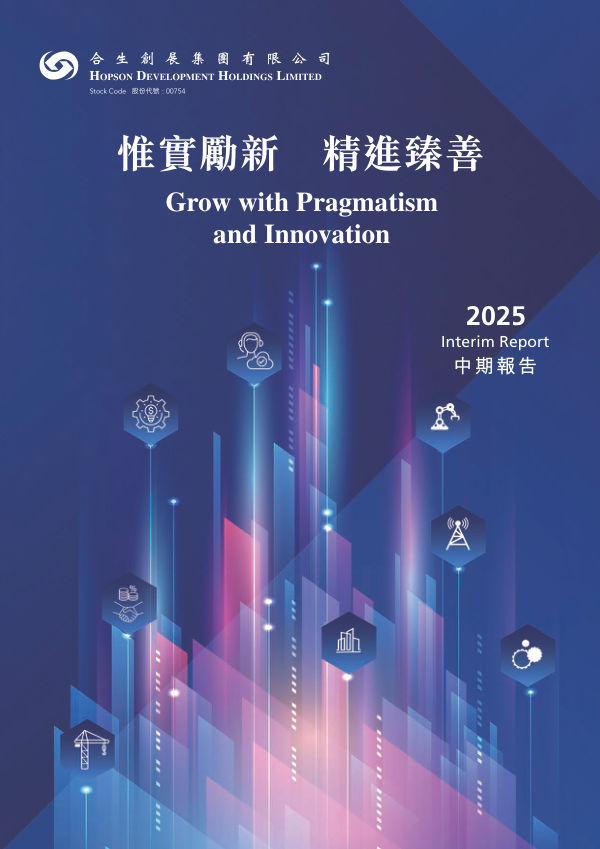 合生創展集團有限公司
HOPSON DEVELOPMENT HOLDINGS LIMITED
Stock Code 股份代號 : 00754
惟實勵新 精進臻善
Grow with Pragmatism
and Innovation
2025
Interim Report
中期報告